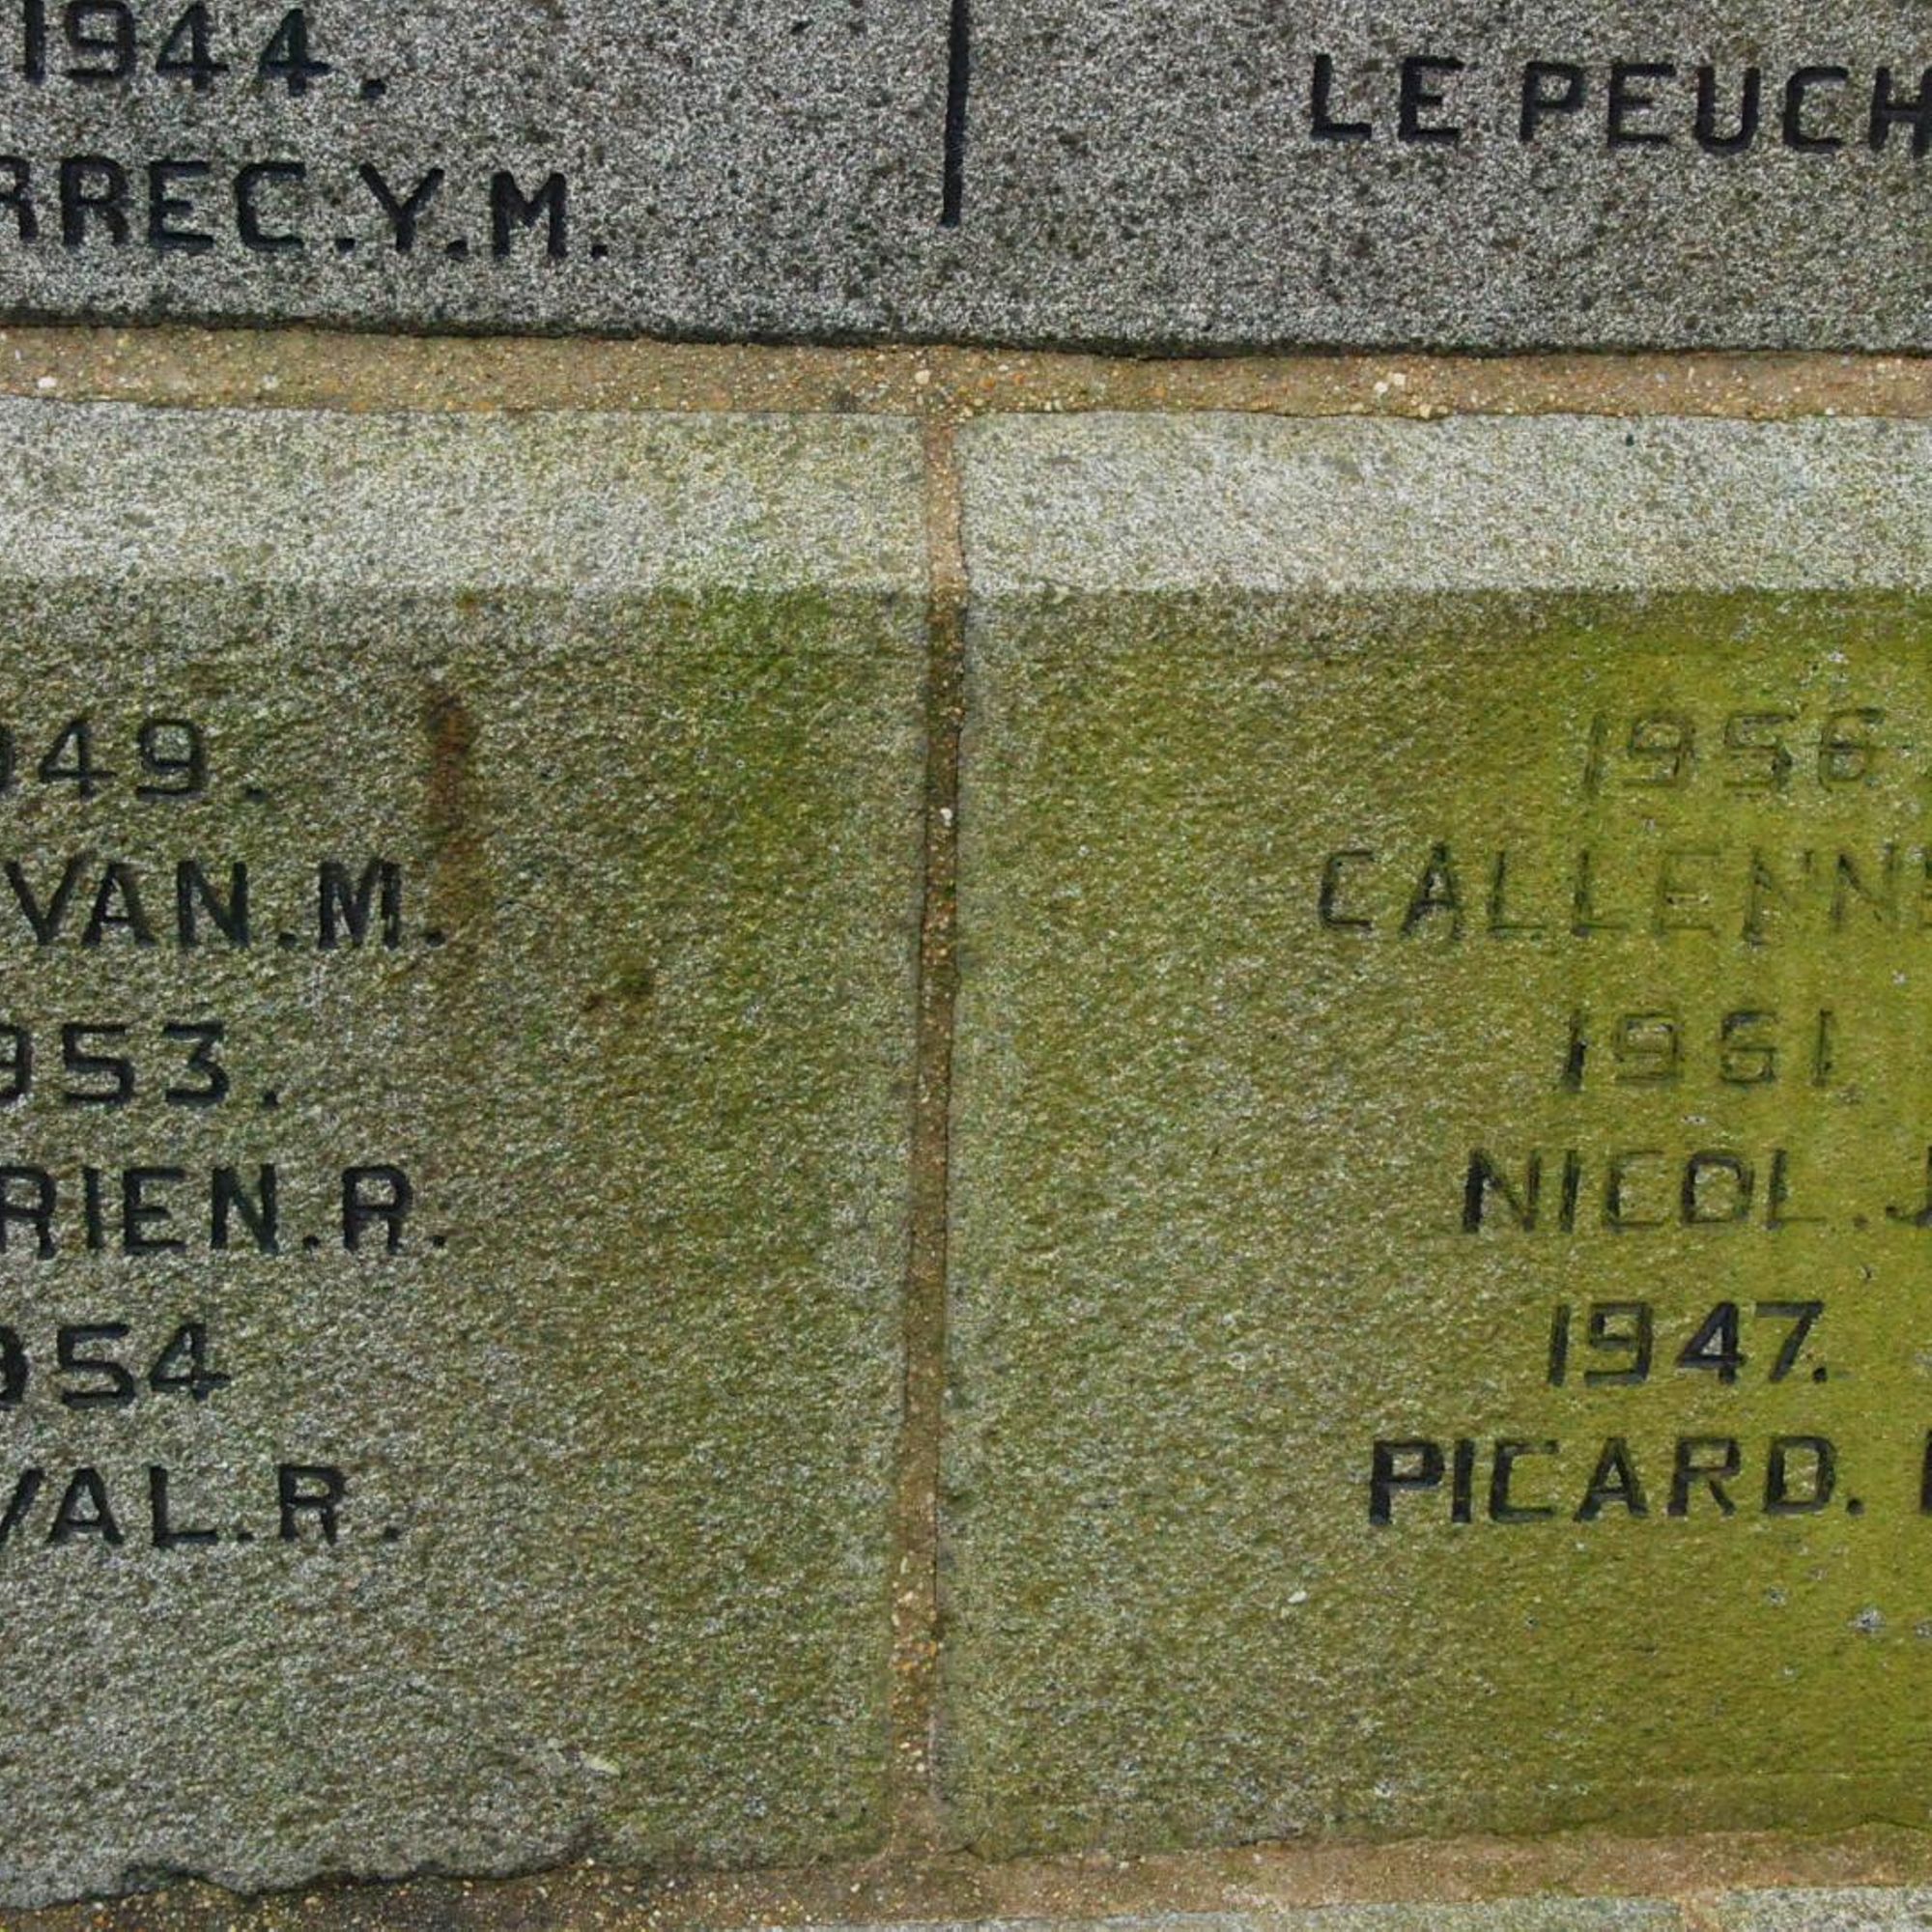 1944.
RREC.Y.M.
LE PEUCH
949.
VAN.M.
953.
RIEN.R.
954
VAL.R.
1956
CALLENN
1961
NICOL.J
1947.
PICARD.